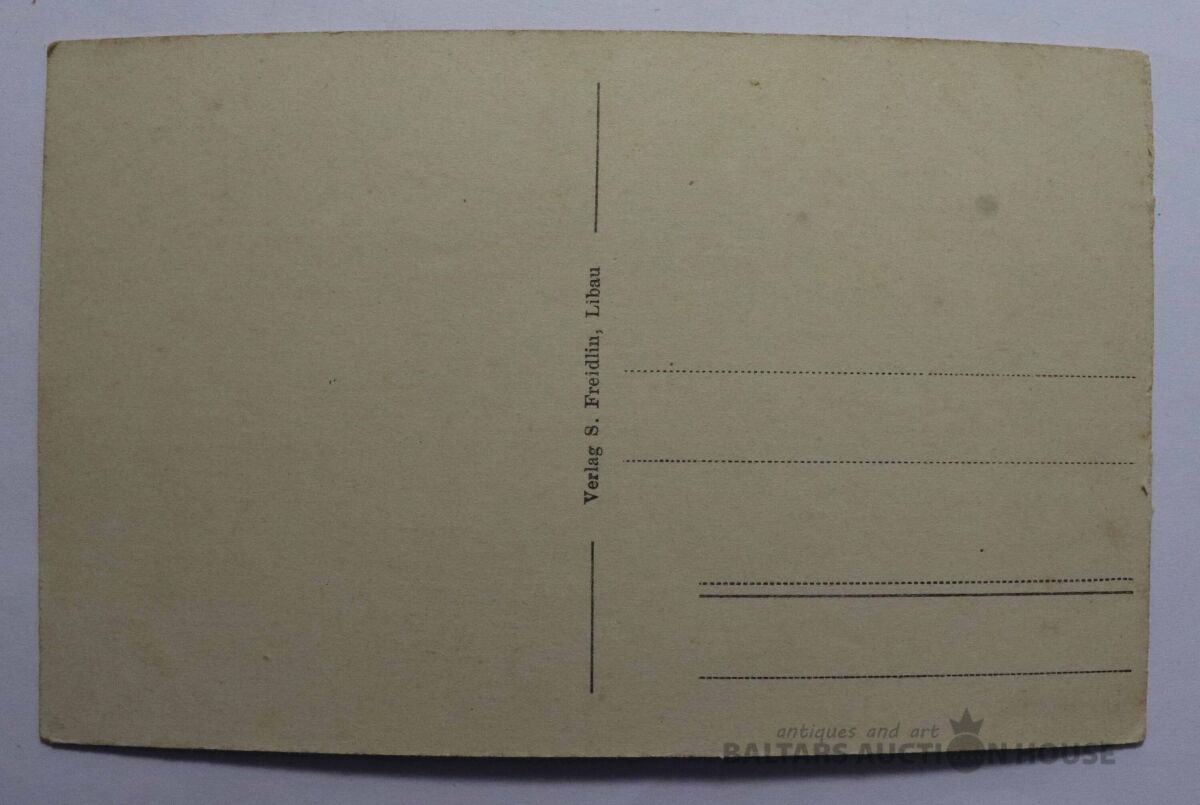 Verlag S. Freidlin, Libau
antiques and art
BALTARS AUCTION HOUSE